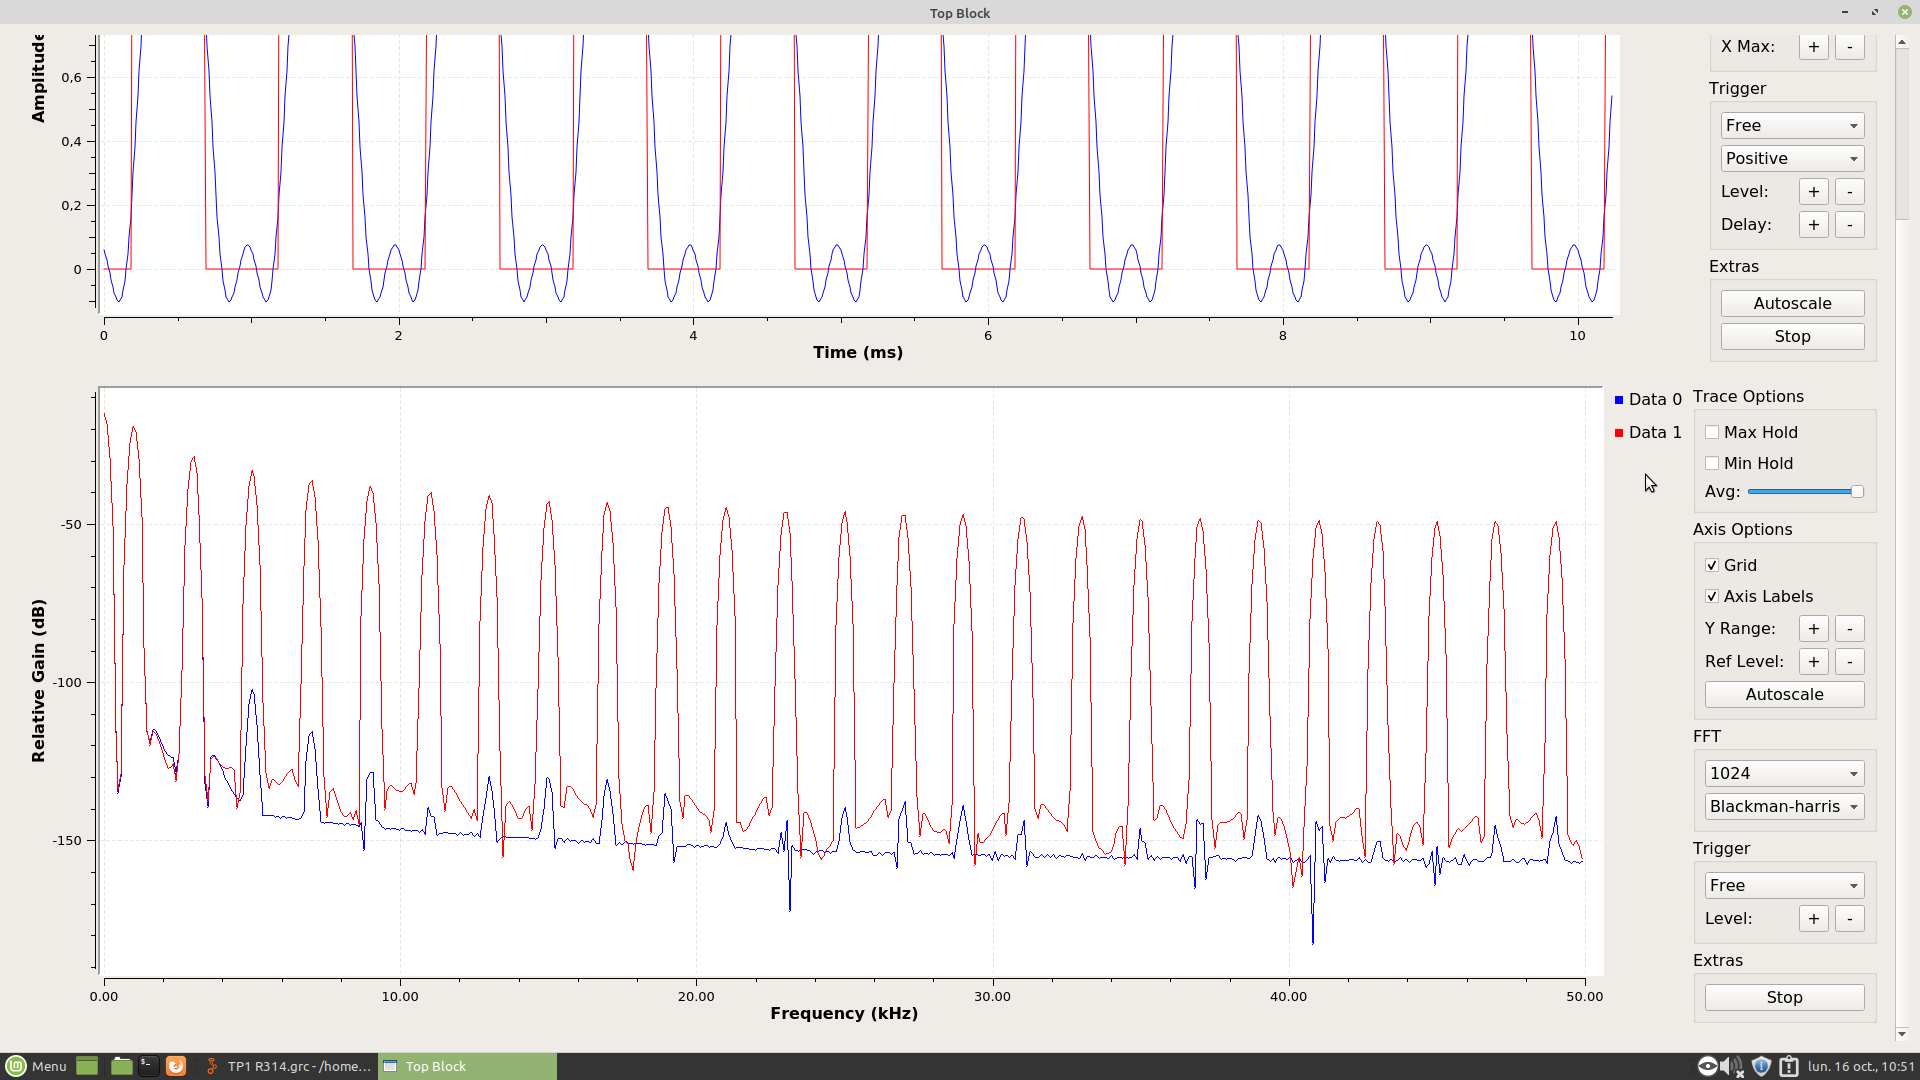 Top Block
Amplitude
0,6
0,4
0,2
0
0
2
4
6
8
10
Time (ms)
X Max:
+
-
Trigger
Free
Positive
Level:
+
-
Delay:
+
-
Extras
Autoscale
Stop
Relative Gain (dB)
-50
-100
-150
0.00
10.00
20.00
30.00
40.00
50.00
Frequency (kHz)
Data 0
Data 1
Trace Options
Max Hold
Min Hold
Avg:
Axis Options
Grid
Axis Labels
Y Range:
+
-
Ref Level:
+
-
Autoscale
FFT
1024
Blackman-harris
Trigger
Free
Level:
+
-
Extras
Stop
Menu
TP1 R314.grc - /home...
Top Block
lun. 16 oct., 10:51